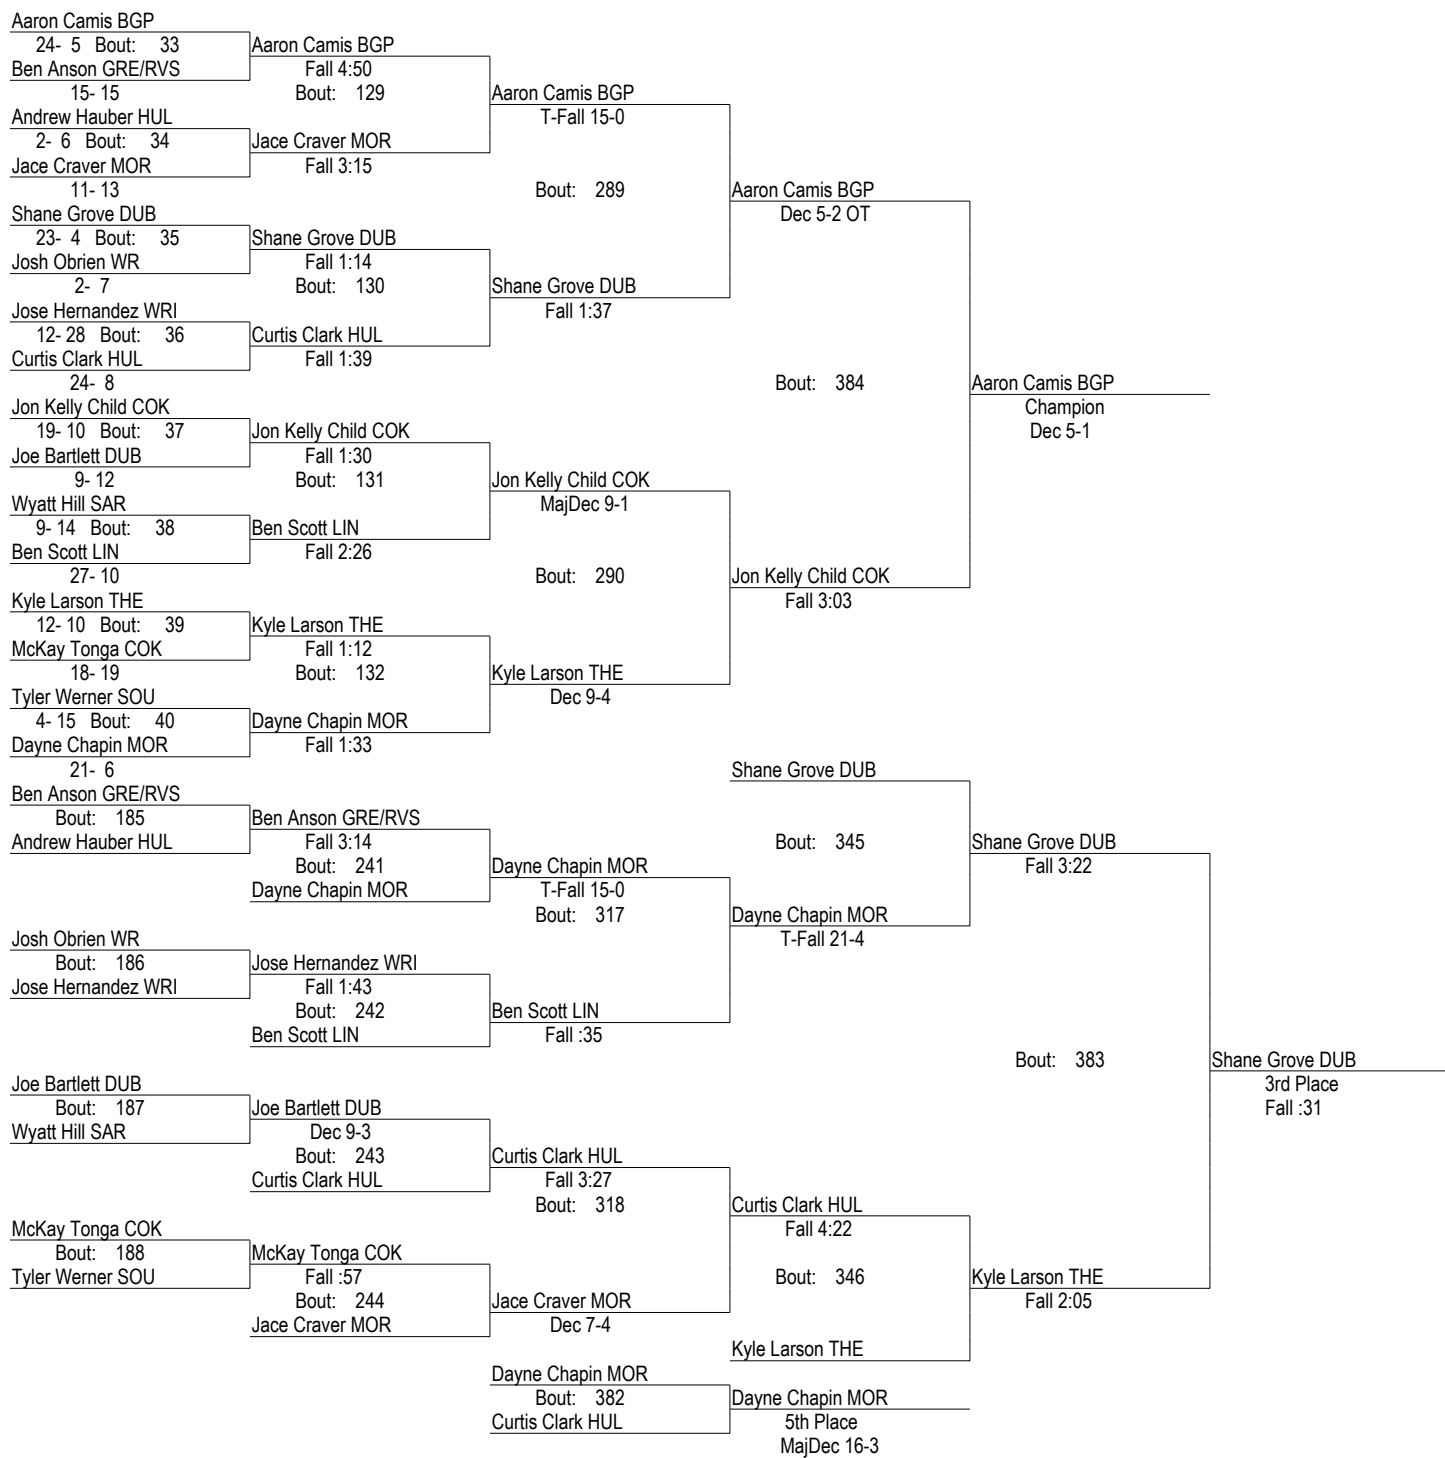 Aaron Camis BGP
24- 5 Bout: 33
Aaron Camis BGP
Ben Anson GRE/RVS
Fall 4:50
15- 15
Bout: 129
Aaron Camis BGP
Andrew Hauber HUL
T-Fall 15-0
2- 6 Bout: 34
Jace Craver MOR
Jace Craver MOR
Fall 3:15
11- 13
Bout: 289
Aaron Camis BGP
Shane Grove DUB
Dec 5-2 OT
23- 4 Bout: 35
Shane Grove DUB
Josh Obrien WR
Fall 1:14
2- 7
Bout: 130
Shane Grove DUB
Jose Hernandez WRI
Fall 1:37
12- 28 Bout: 36
Curtis Clark HUL
Curtis Clark HUL
Fall 1:39
24- 8
Bout: 384
Aaron Camis BGP
Jon Kelly Child COK
Champion
19- 10 Bout: 37
Jon Kelly Child COK
Dec 5-1
Joe Bartlett DUB
Fall 1:30
9- 12
Bout: 131
Jon Kelly Child COK
Wyatt Hill SAR
MajDec 9-1
9- 14 Bout: 38
Ben Scott LIN
Ben Scott LIN
Fall 2:26
27- 10
Bout: 290
Jon Kelly Child COK
Kyle Larson THE
Fall 3:03
12- 10 Bout: 39
Kyle Larson THE
McKay Tonga COK
Fall 1:12
18- 19
Bout: 132
Kyle Larson THE
Tyler Werner SOU
Dec 9-4
4- 15 Bout: 40
Dayne Chapin MOR
Dayne Chapin MOR
Fall 1:33
21- 6
Shane Grove DUB
Ben Anson GRE/RVS
Bout: 185
Ben Anson GRE/RVS
Andrew Hauber HUL
Fall 3:14
Bout: 345
Shane Grove DUB
Bout: 241
Dayne Chapin MOR
Fall 3:22
Dayne Chapin MOR
T-Fall 15-0
Bout: 317
Dayne Chapin MOR
Josh Obrien WR
T-Fall 21-4
Bout: 186
Jose Hernandez WRI
Jose Hernandez WRI
Fall 1:43
Bout: 242
Ben Scott LIN
Ben Scott LIN
Fall :35
Bout: 383
Shane Grove DUB
Joe Bartlett DUB
3rd Place
Bout: 187
Joe Bartlett DUB
Fall :31
Wyatt Hill SAR
Dec 9-3
Bout: 243
Curtis Clark HUL
Curtis Clark HUL
Fall 3:27
Bout: 318
Curtis Clark HUL
McKay Tonga COK
Fall 4:22
Bout: 188
McKay Tonga COK
Tyler Werner SOU
Fall :57
Bout: 346
Kyle Larson THE
Bout: 244
Jace Craver MOR
Fall 2:05
Jace Craver MOR
Dec 7-4
Kyle Larson THE
Dayne Chapin MOR
Bout: 382
Dayne Chapin MOR
Curtis Clark HUL
5th Place
MajDec 16-3